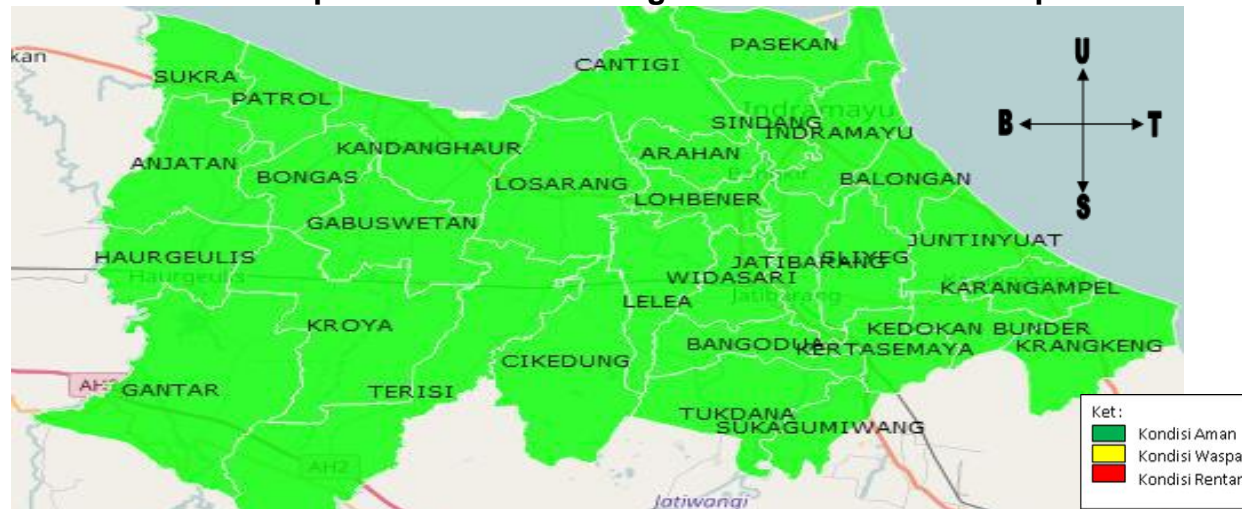 kan
PASEKAN
U
CANTIGI
SUKRA
PATROL
Indramayu
SINDANG
INDRAMAYU
B
T
KANDANGHAUR
ARAHAN
ANJATAN
BONGAS
LOSARANG
BALONGAN
LOHBENER
S
GABUSWETAN
JUNTINYUAT
HAURGEULIS
Haurgeulis
JATIBARANG
SLIYEG
WIDASARI
KARANGAMPEL
LELEA
Jatibarang
KROYA
KEDOKAN BUNDER
BANGODUA
KERTASEMAYA
KRANGKENG
CIKEDUNG
GANTAR
TERISI
TUKDANA
SUKAGUMIWANG
AH2
Jatiwangi
Ket:
Kondisi Aman
Kondisi Waspa
Kondisi Rentan